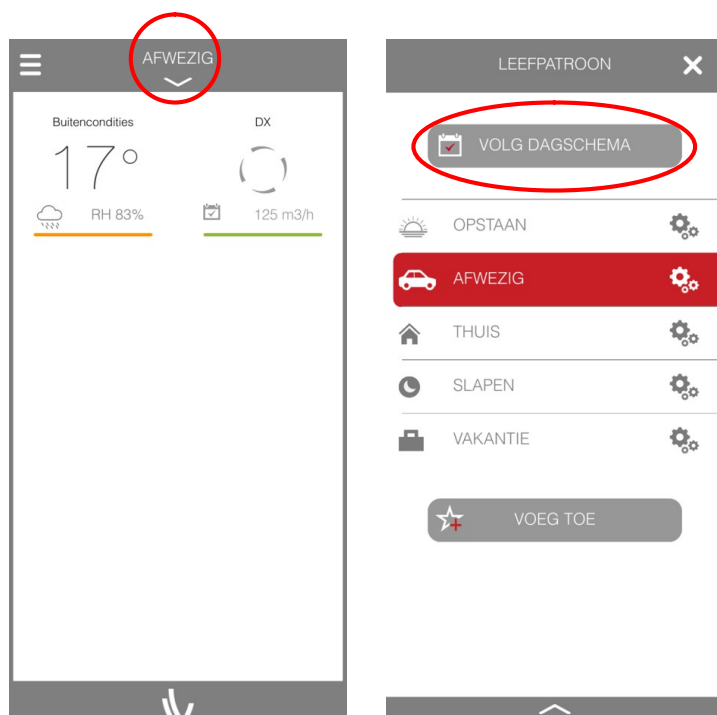 AFWEZIG
Buitencondities
DX
17°
RH 83%
125 m3/h
LEEFPATROON
VOLG DAGSCHEMA
OPSTAAN
AFWEZIG
THUIS
SLAPEN
VAKANTIE
VOEG TOE